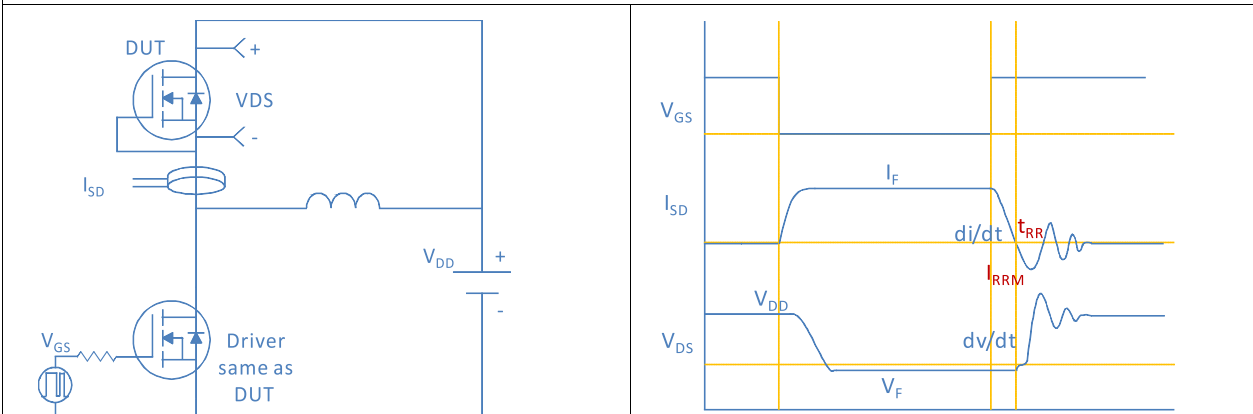 DUT
+
VDS
-
ISD
VDD
+
-
VGS
Driver
same as
DUT
VGS
IF
ISD
di/dt
tRR
IRRM
VDD
VDS
dv/dt
VF